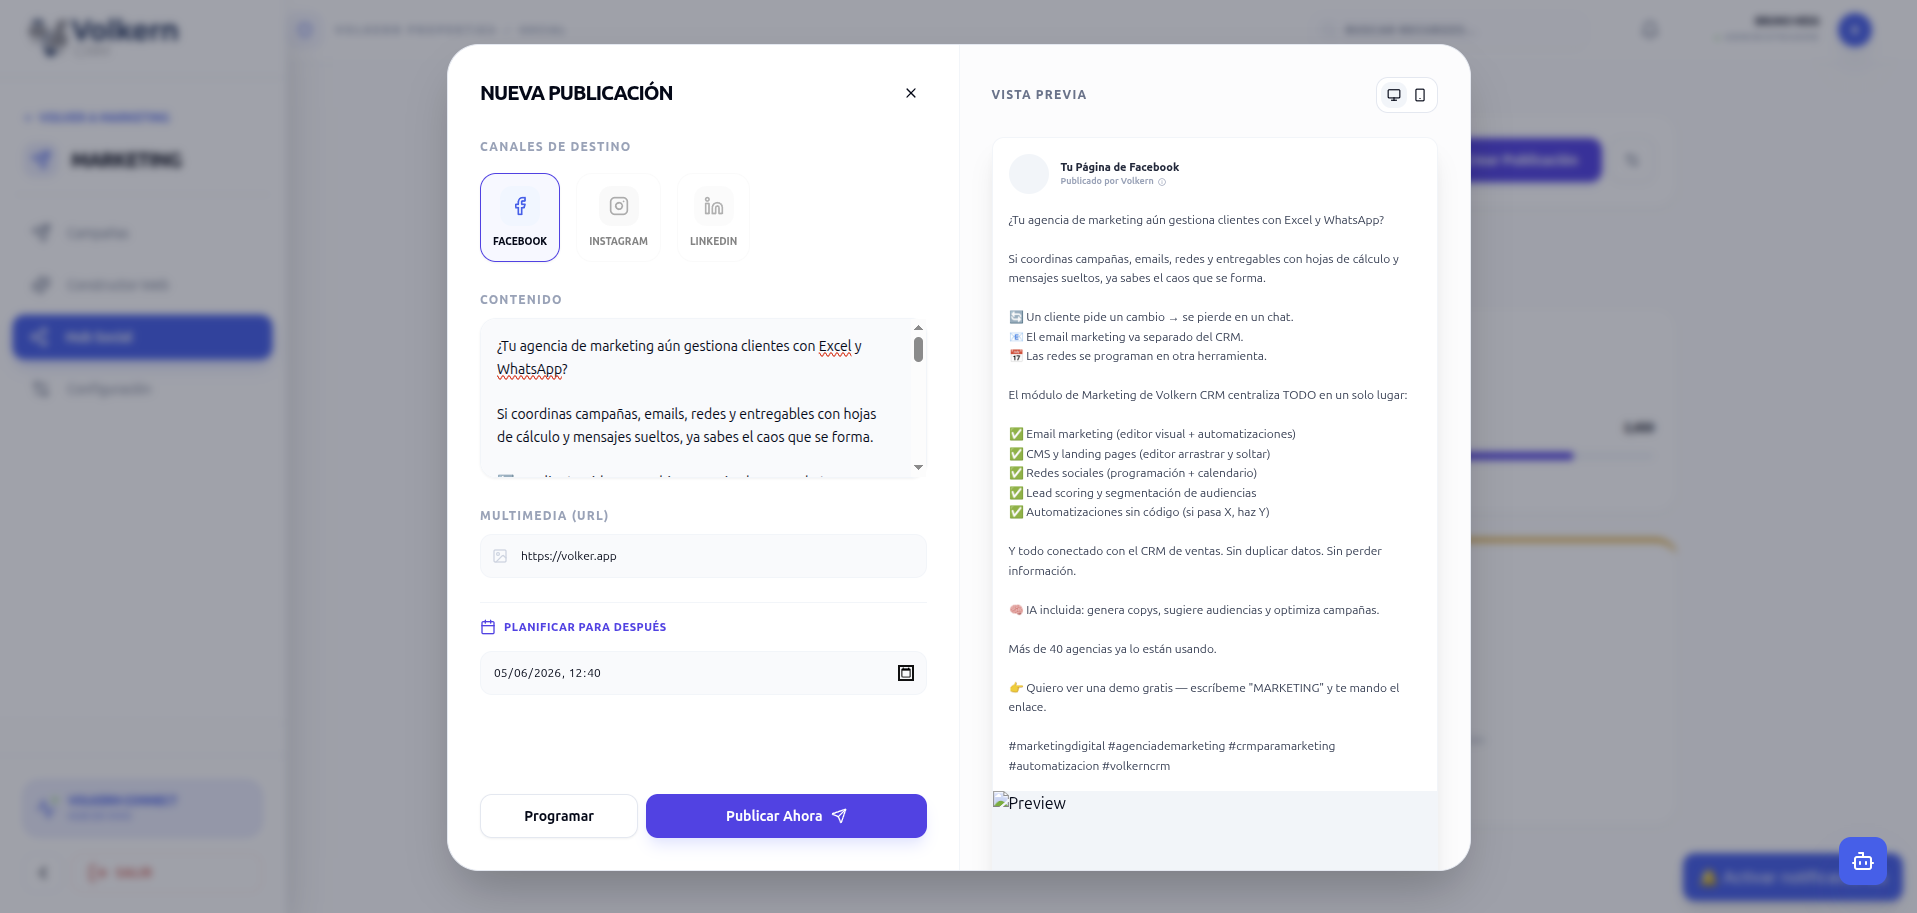 Volkern
VOLVER A MARKETING
MARKETING
Campañas
Hub Social
Configuración
SALIR
NUEVA PUBLICACIÓN
CANALES DE DESTINO
FACEBOOK
INSTAGRAM
LINKEDIN
CONTENIDO
¿Tu agencia de marketing aún gestiona clientes con Excel y
WhatsApp?
Si coordinas campañas, emails, redes y entregables con hojas
de cálculo y mensajes sueltos, ya sabes el caos que se forma.
MULTIMEDIA (URL)
https://volker.app
PLANIFICAR PARA DESPUÉS
05/06/2026, 12:40
Programar
Publicar Ahora
VISTA PREVIA
Tu Página de Facebook
Publicado por Volkern
¿Tu agencia de marketing aún gestiona clientes con Excel y WhatsApp?
Si coordinas campañas, emails, redes y entregables con hojas de cálculo y
mensajes sueltos, ya sabes el caos que se forma.
🔄 Un cliente pide un cambio → se pierde en un chat.
📧 El email marketing va separado del CRM.
📅 Las redes se programan en otra herramienta.
El módulo de Marketing de Volkern CRM centraliza TODO en un solo lugar:
✅ Email marketing (editor visual + automatizaciones)
✅ CMS y landing pages (editor arrastrar y soltar)
✅ Redes sociales (programación + calendario)
✅ Lead scoring y segmentación de audiencias
✅ Automatizaciones sin código (si pasa X, haz Y)
Y todo conectado con el CRM de ventas. Sin duplicar datos. Sin perder
información.
🧠 IA incluida: genera copys, sugiere audiencias y optimiza campañas.
Más de 40 agencias ya lo están usando.
👉 Quiero ver una demo gratis — escríbeme "MARKETING" y te mando el
enlace.
#marketingdigital #agenciademarketing #crmparamarketing
#automatizacion #volkerncrm
Preview